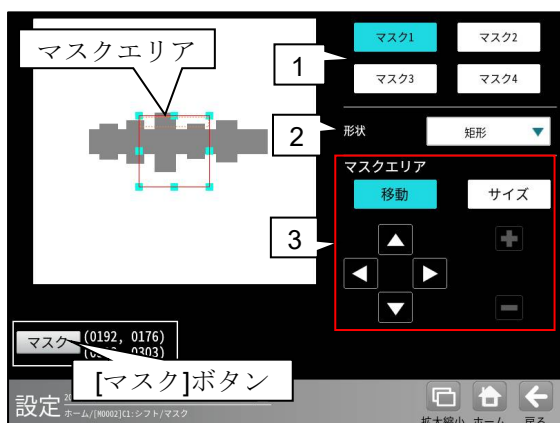 マスクエリア
1
マスク1
マスク2
マスク3
マスク4
2
形状
矩形
マスクエリア
移動
サイズ
3
マスク
(0192, 0176)
[マスク]ボタン
設定
ホーム/[M0002]C1:シフト/マスク
拡大縮小
ホーム
戻る